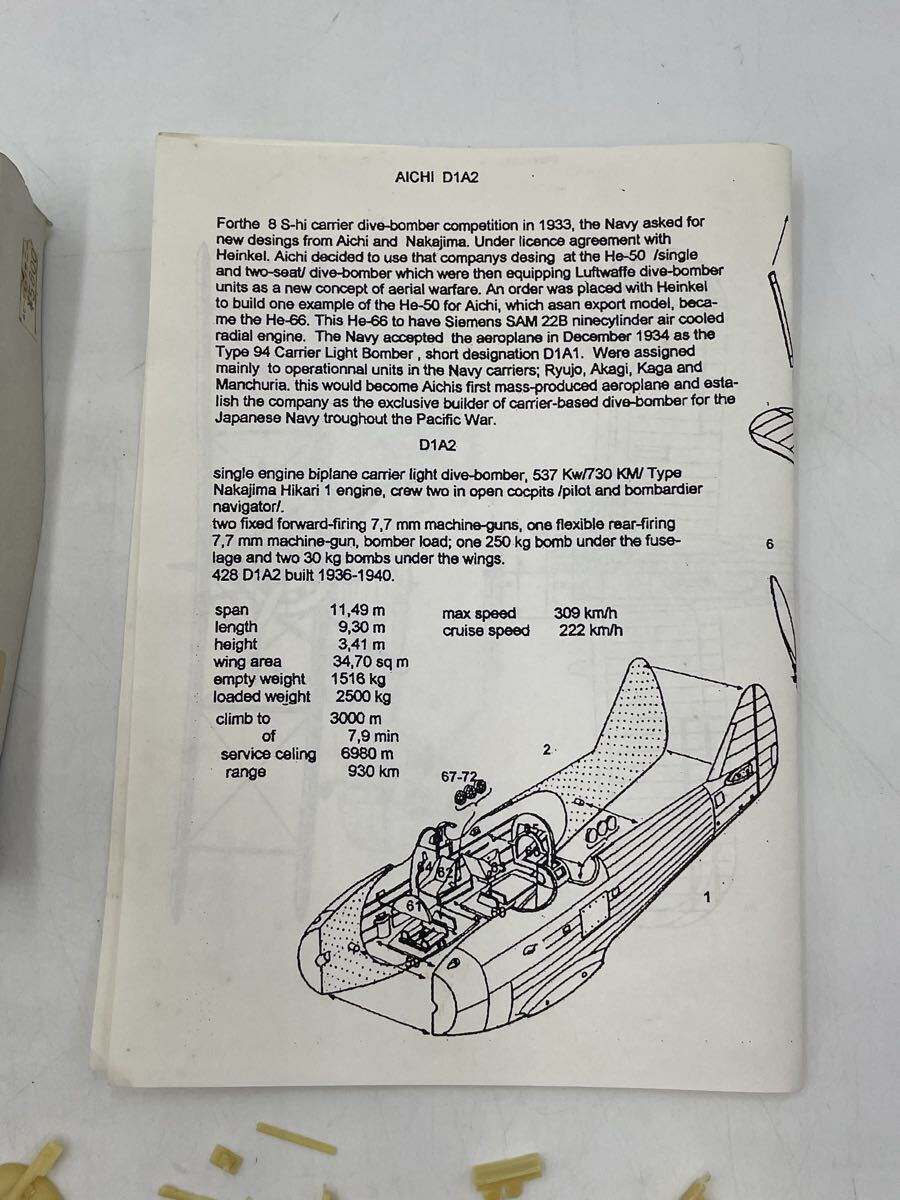 AICHI D1A2
Forthe 8 S-hi carrier dive-bomber competition in 1933, the Navy asked for
new desings from Aichi and Nakajima. Under licence agreement with
Heinkel. Aichi decided to use that companys desing at the He-50 /single
and two-seat/ dive-bomber which were then equipping Luftwaffe dive-bomber
units as a new concept of aerial warfare. An order was placed with Heinkel
to build one example of the He-50 for Aichi, which asan export model, beca-
me the He-66. This He-66 to have Siemens SAM 22B ninecylinder air cooled
radial engine. The Navy accepted the aeroplane in December 1934 as the
Type 94 Carrier Light Bomber , short designation D1A1. Were assigned
mainly to operationnal units in the Navy carriers; Ryujo, Akagi, Kaga and
Manchuria. this would become Aichis first mass-produced aeroplane and esta-
lish the company as the exclusive builder of carrier-based dive-bomber for the
Japanese Navy troughout the Pacific War.
D1A2
single engine biplane carrier light dive-bomber, 537 Kw/730 KM/ Type
Nakajima Hikari 1 engine, crew two in open cocpits /pilot and bombardier
navigator/.
two fixed forward-firing 7,7 mm machine-guns, one flexible rear-firing
7,7 mm machine-gun, bomber load; one 250 kg bomb under the fuse-
lage and two 30 kg bombs under the wings.
428 D1A2 built 1936-1940.
span 11,49 m max speed 309 km/h
length 9,30 m cruise speed 222 km/h
height 3,41 m
wing area 34,70 sq m
empty weight 1516 kg
loaded weight 2500 kg
climb to 3000 m
of 7,9 min
service celing 6980 m
range 930 km
6
2
67-72
64
62
61
1